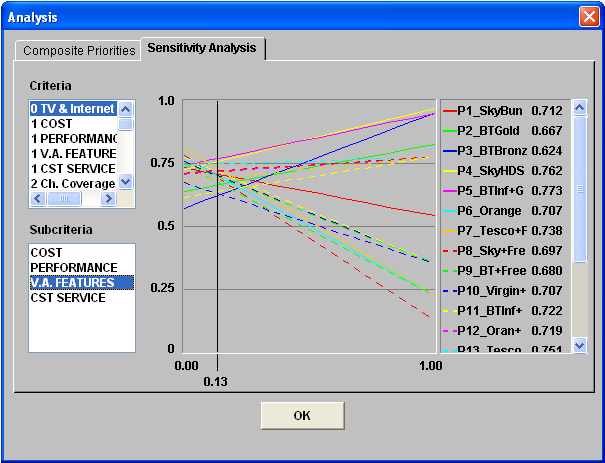 Analysis
Composite Priorities
Sensitivity Analysis
Criteria
0 TV & Internet
1 COST
1 PERFORMANC
1 V.A. FEATURE
1 CST SERVICE
2 Ch. Coverage
Subcriteria
COST
PERFORMANCE
V.A. FEATURES
CST SERVICE
1.0
0.75
0.5
0.25
0
0.00
1.00
0.13
P1_SkyBun 0.712
P2_BTGold 0.667
P3_BTBronz 0.624
P4_SkyHDS 0.762
P5_BTInf+G 0.773
P6_Orange 0.707
P7_Tesco+F 0.738
P8_Sky+Fre 0.697
P9_BT+Free 0.680
P10_Virgin+ 0.707
P11_BTInf+ 0.722
P12_Oran+ 0.719
P13_Tesco 0.751
OK